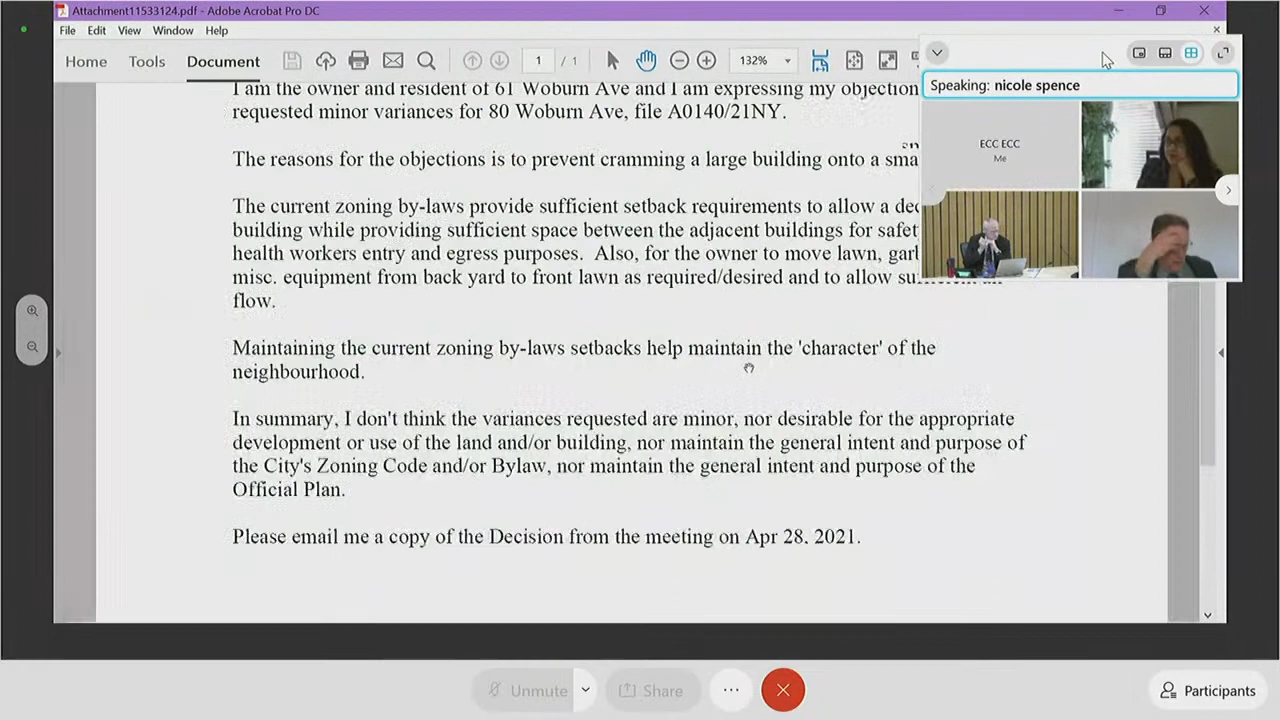 Attachment11533124.pdf - Adobe Acrobat Pro DC
File Edit View Window Help
Home Tools Document 1 / 1 132%
Speaking: nicole spence
ECC ECC
Me
I am the owner and resident of 61 Woburn Ave and I am expressing my objection
requested minor variances for 80 Woburn Ave, file A0140/21NY.
The reasons for the objections is to prevent cramming a large building onto a
The current zoning by-laws provide sufficient setback requirements to allow a
building while providing sufficient space between the adjacent buildings for
health workers entry and egress purposes. Also, for the owner to move lawn,
misc. equipment from back yard to front lawn as required/desired and to allow
flow.
Maintaining the current zoning by-laws setbacks help maintain the 'character' of the
neighbourhood.
In summary, I don't think the variances requested are minor, nor desirable for the appropriate
development or use of the land and/or building, nor maintain the general intent and purpose of
the City's Zoning Code and/or Bylaw, nor maintain the general intent and purpose of the
Official Plan.
Please email me a copy of the Decision from the meeting on Apr 28, 2021.
Unmute Share ... Participants